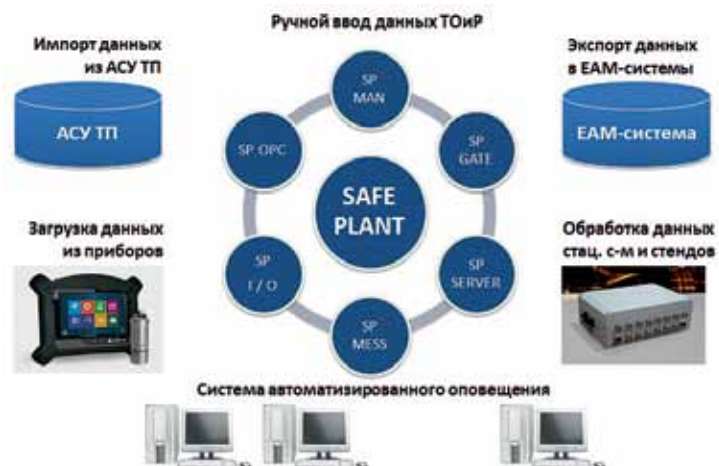 Ручной ввод данных ТОиР
Импорт данных
из АСУ ТП
Экспорт данных
в ЕАМ-системы
АСУ ТП
ЕАМ-система
SP
MAN
SP OPC
SP
GATE
SAFE
PLANT
Загрузка данных
из приборов
Обработка данных
стац. с-м и стендов
SP
I / O
SP
SERVER
SP
MESS
Система автоматизированного оповещения